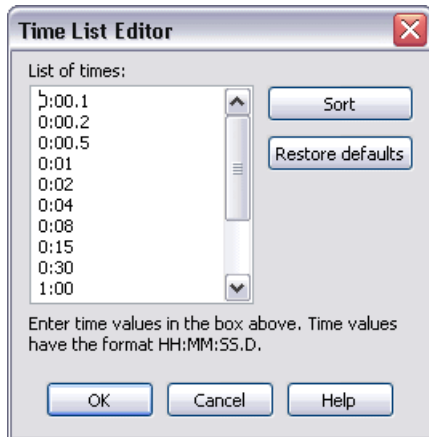 Time List Editor
List of times:
0:00.1
0:00.2
0:00.5
0:01
0:02
0:04
0:08
0:15
0:30
1:00
Sort
Restore defaults
Enter time values in the box above. Time values
have the format HH:MM:SS.D.
OK Cancel Help